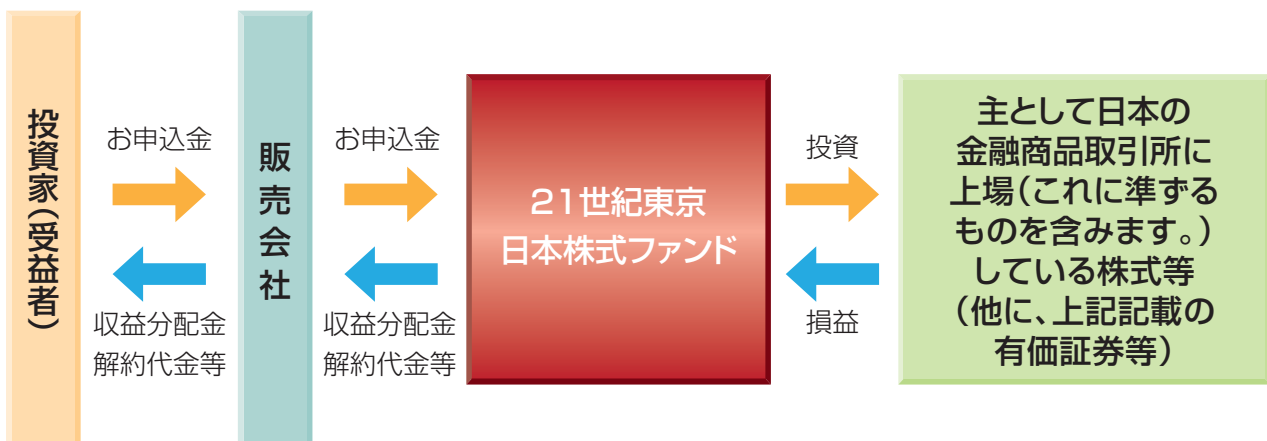 投資家(受益者)
お申込金
収益分配金
解約代金等
販売会社
お申込金
収益分配金
解約代金等
21世紀東京
日本株式ファンド
投資
損益
主として日本の
金融商品取引所に
上場(これに準ずる
ものを含みます。)
している株式等
(他に、上記記載の
有価証券等)